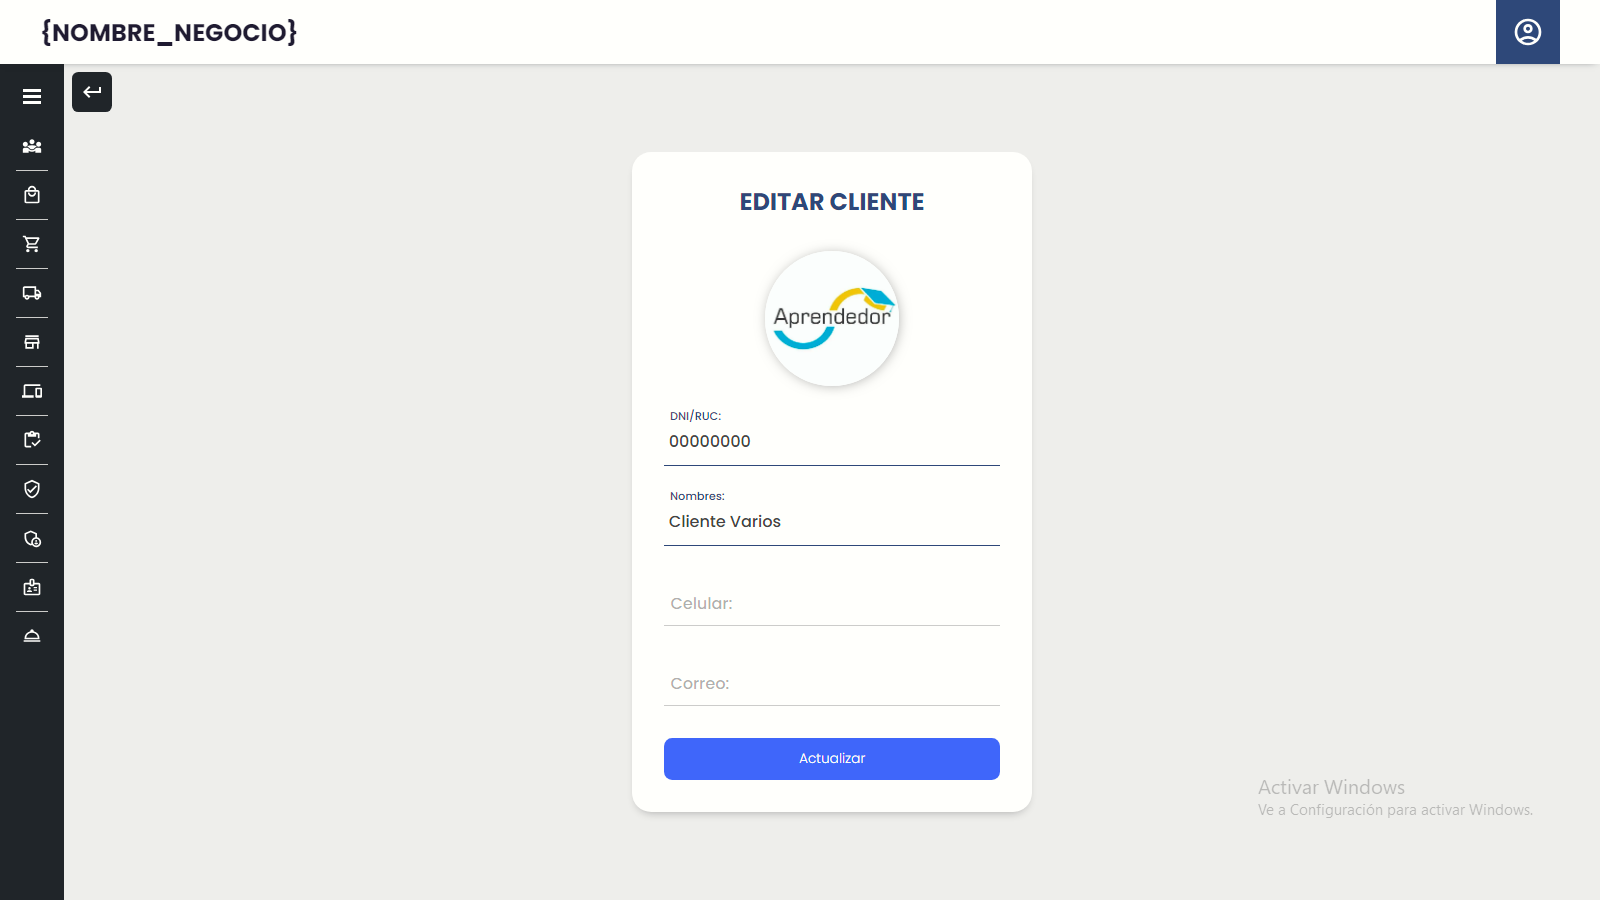 {NOMBRE_NEGOCIO}
EDITAR CLIENTE
Aprendedor
DNI/RUC:
00000000
Nombres:
Cliente Varios
Celular:
Correo:
Actualizar
Activar Windows
Ve a Configuración para activar Windows.